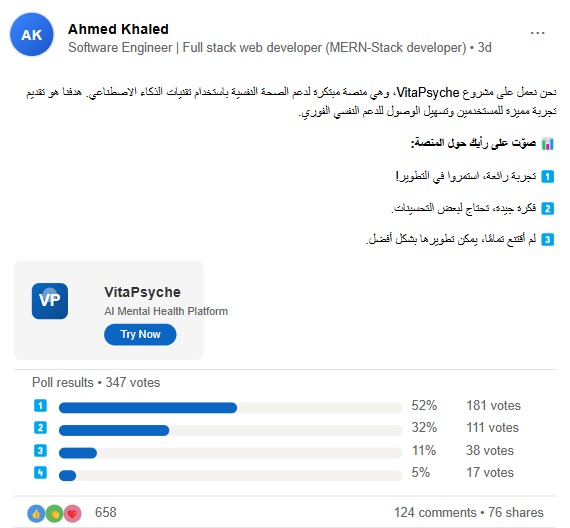 AK
Ahmed Khaled
...
Software Engineer | Full stack web developer (MERN-Stack developer) • 3d
نحن نعمل على مشروع VitaPsyche، وهي منصة مبتكرة لدعم الصحة النفسية باستخدام تقنيات الذكاء الاصطناعي. هدفنا هو تقديم
تجربة مميزة للمستخدمين وتسهيل الوصول للدعم النفسي الفوري.
📊 صوّت على رأيك حول المنصة:
1️⃣ تجربة رائعة، استمروا في التطوير!
2️⃣ فكرة جيدة، تحتاج لبعض التحسينات.
3️⃣ لم أقتنع تمامًا، يمكن تطويرها بشكل أفضل.
VP
VitaPsyche
AI Mental Health Platform
Try Now
Poll results • 347 votes
1️⃣ 52% 181 votes
2️⃣ 32% 111 votes
3️⃣ 11% 38 votes
4️⃣ 5% 17 votes
👍👏❤️ 658 124 comments • 76 shares